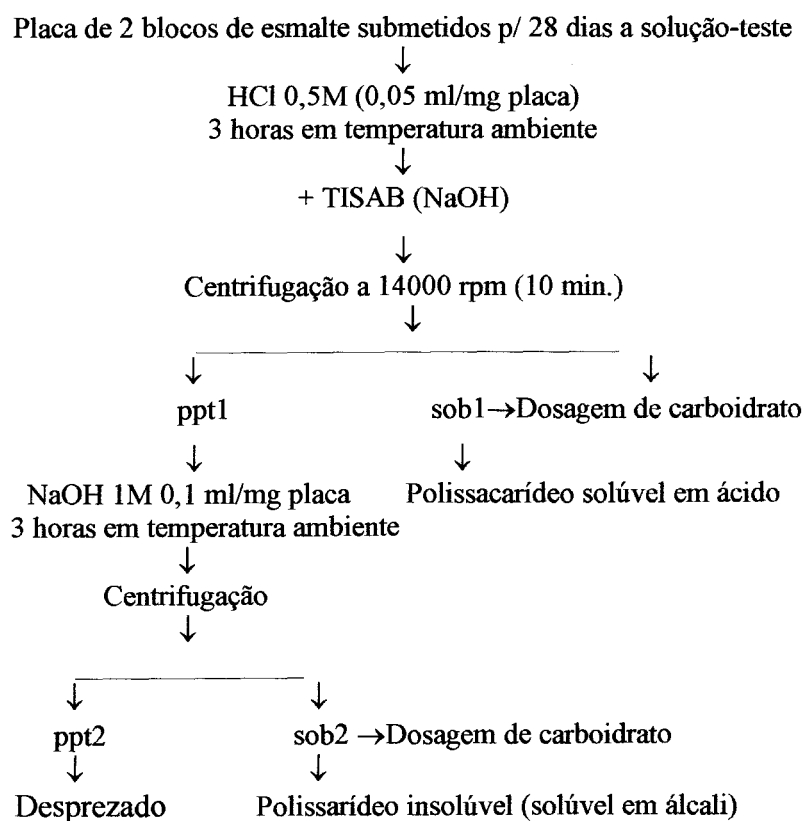 Placa de 2 blocos de esmalte submetidos p/ 28 dias a solução-teste
↓
HCl 0,5M (0,05 ml/mg placa)
3 horas em temperatura ambiente
↓
+ TISAB (NaOH)
↓
Centrifugação a 14000 rpm (10 min.)
↓
↓ ↓
ppt1 sob1→Dosagem de carboidrato
↓ ↓
NaOH 1M 0,1 ml/mg placa Polissacarídeo solúvel em ácido
3 horas em temperatura ambiente
↓
Centrifugação
↓
↓ ↓
ppt2 sob2 →Dosagem de carboidrato
↓ ↓
Desprezado Polissarídeo insolúvel (solúvel em álcali)